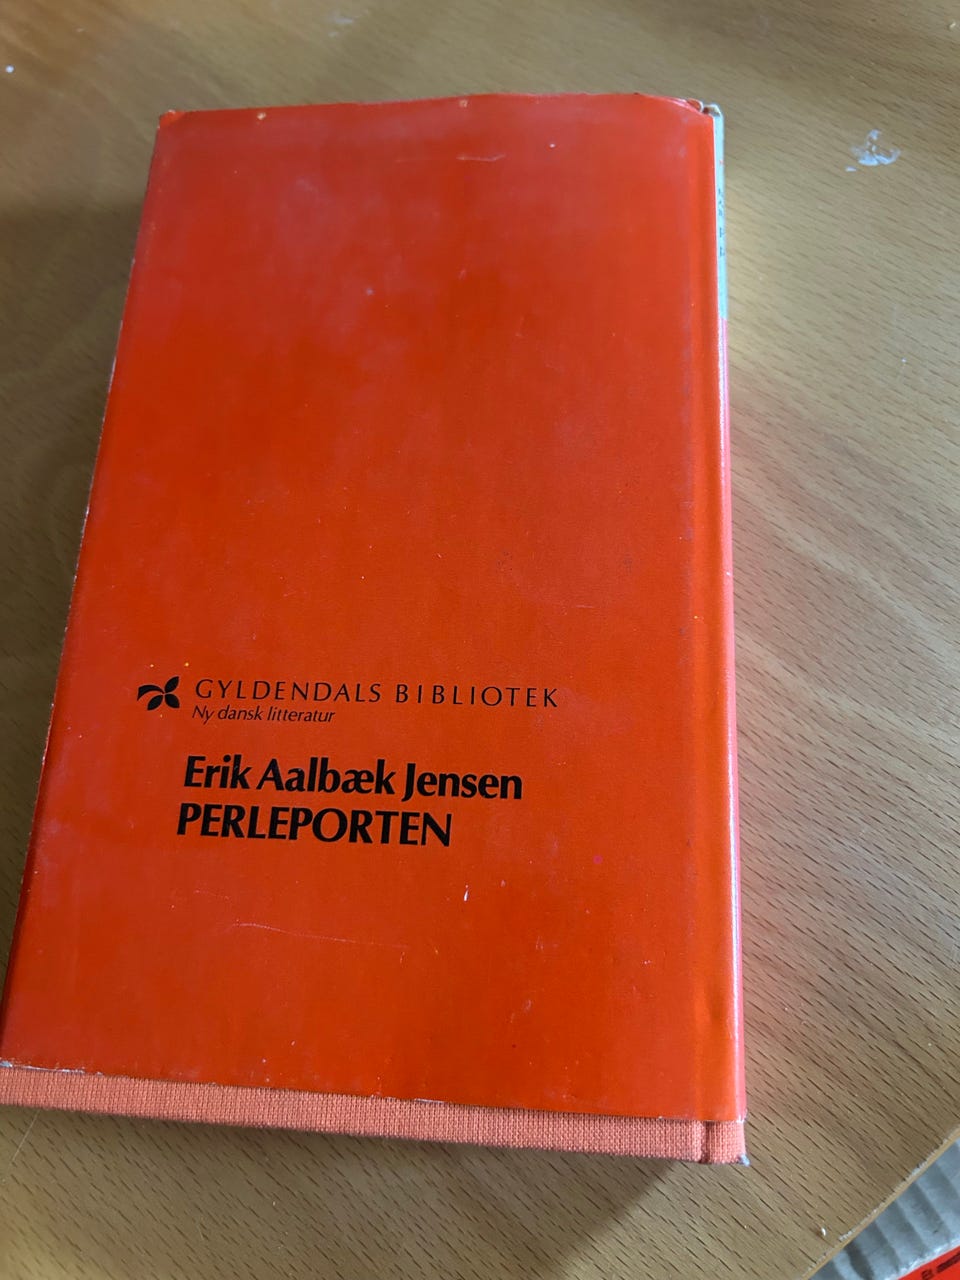 GYLDENDALS BIBLIOTEK
Ny dansk litteratur
Erik Aalbæk Jensen
PERLEPORTEN